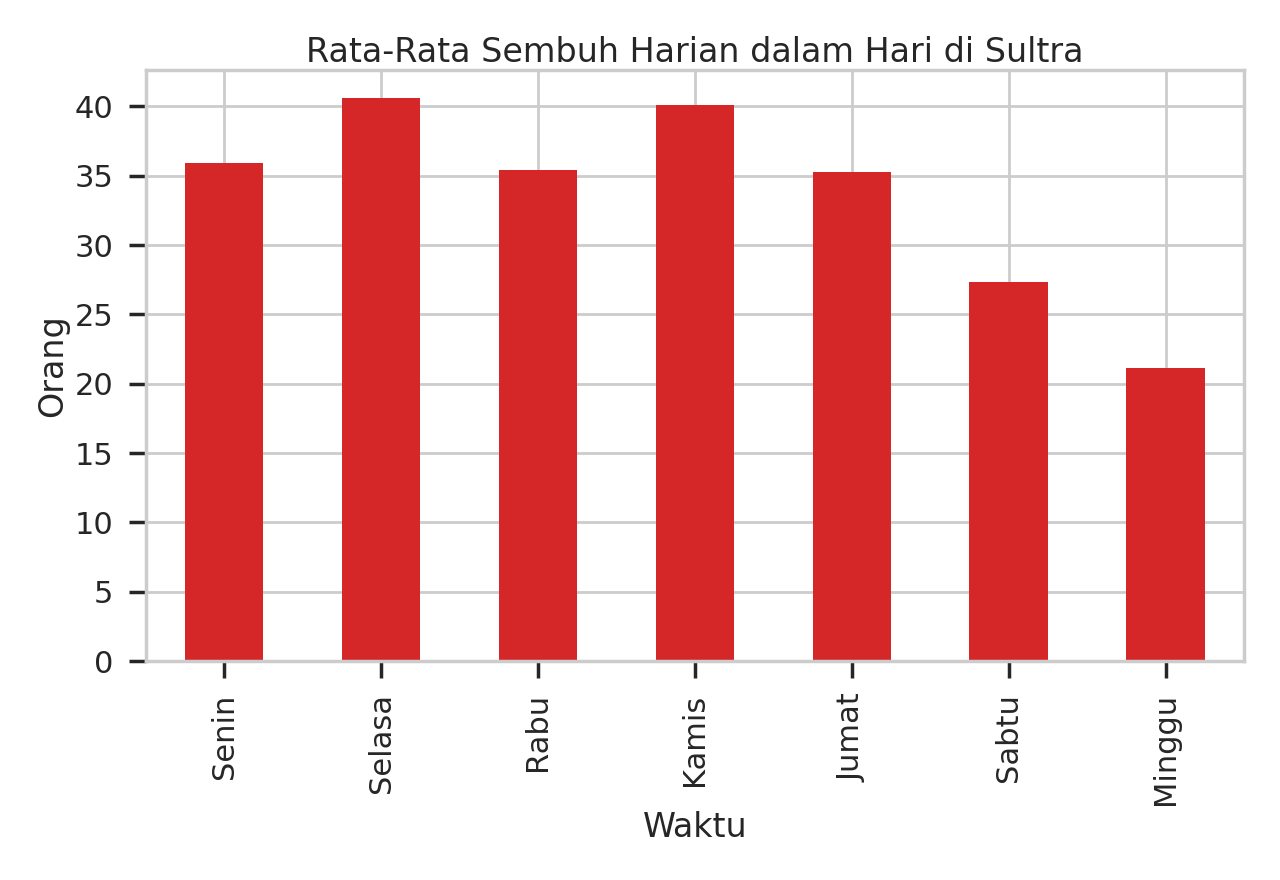 Rata-Rata Sembuh Harian dalam Hari di Sultra
Orang
40
35
30
25
20
15
10
5
0
Senin
Selasa
Rabu
Kamis
Jumat
Sabtu
Minggu
Waktu